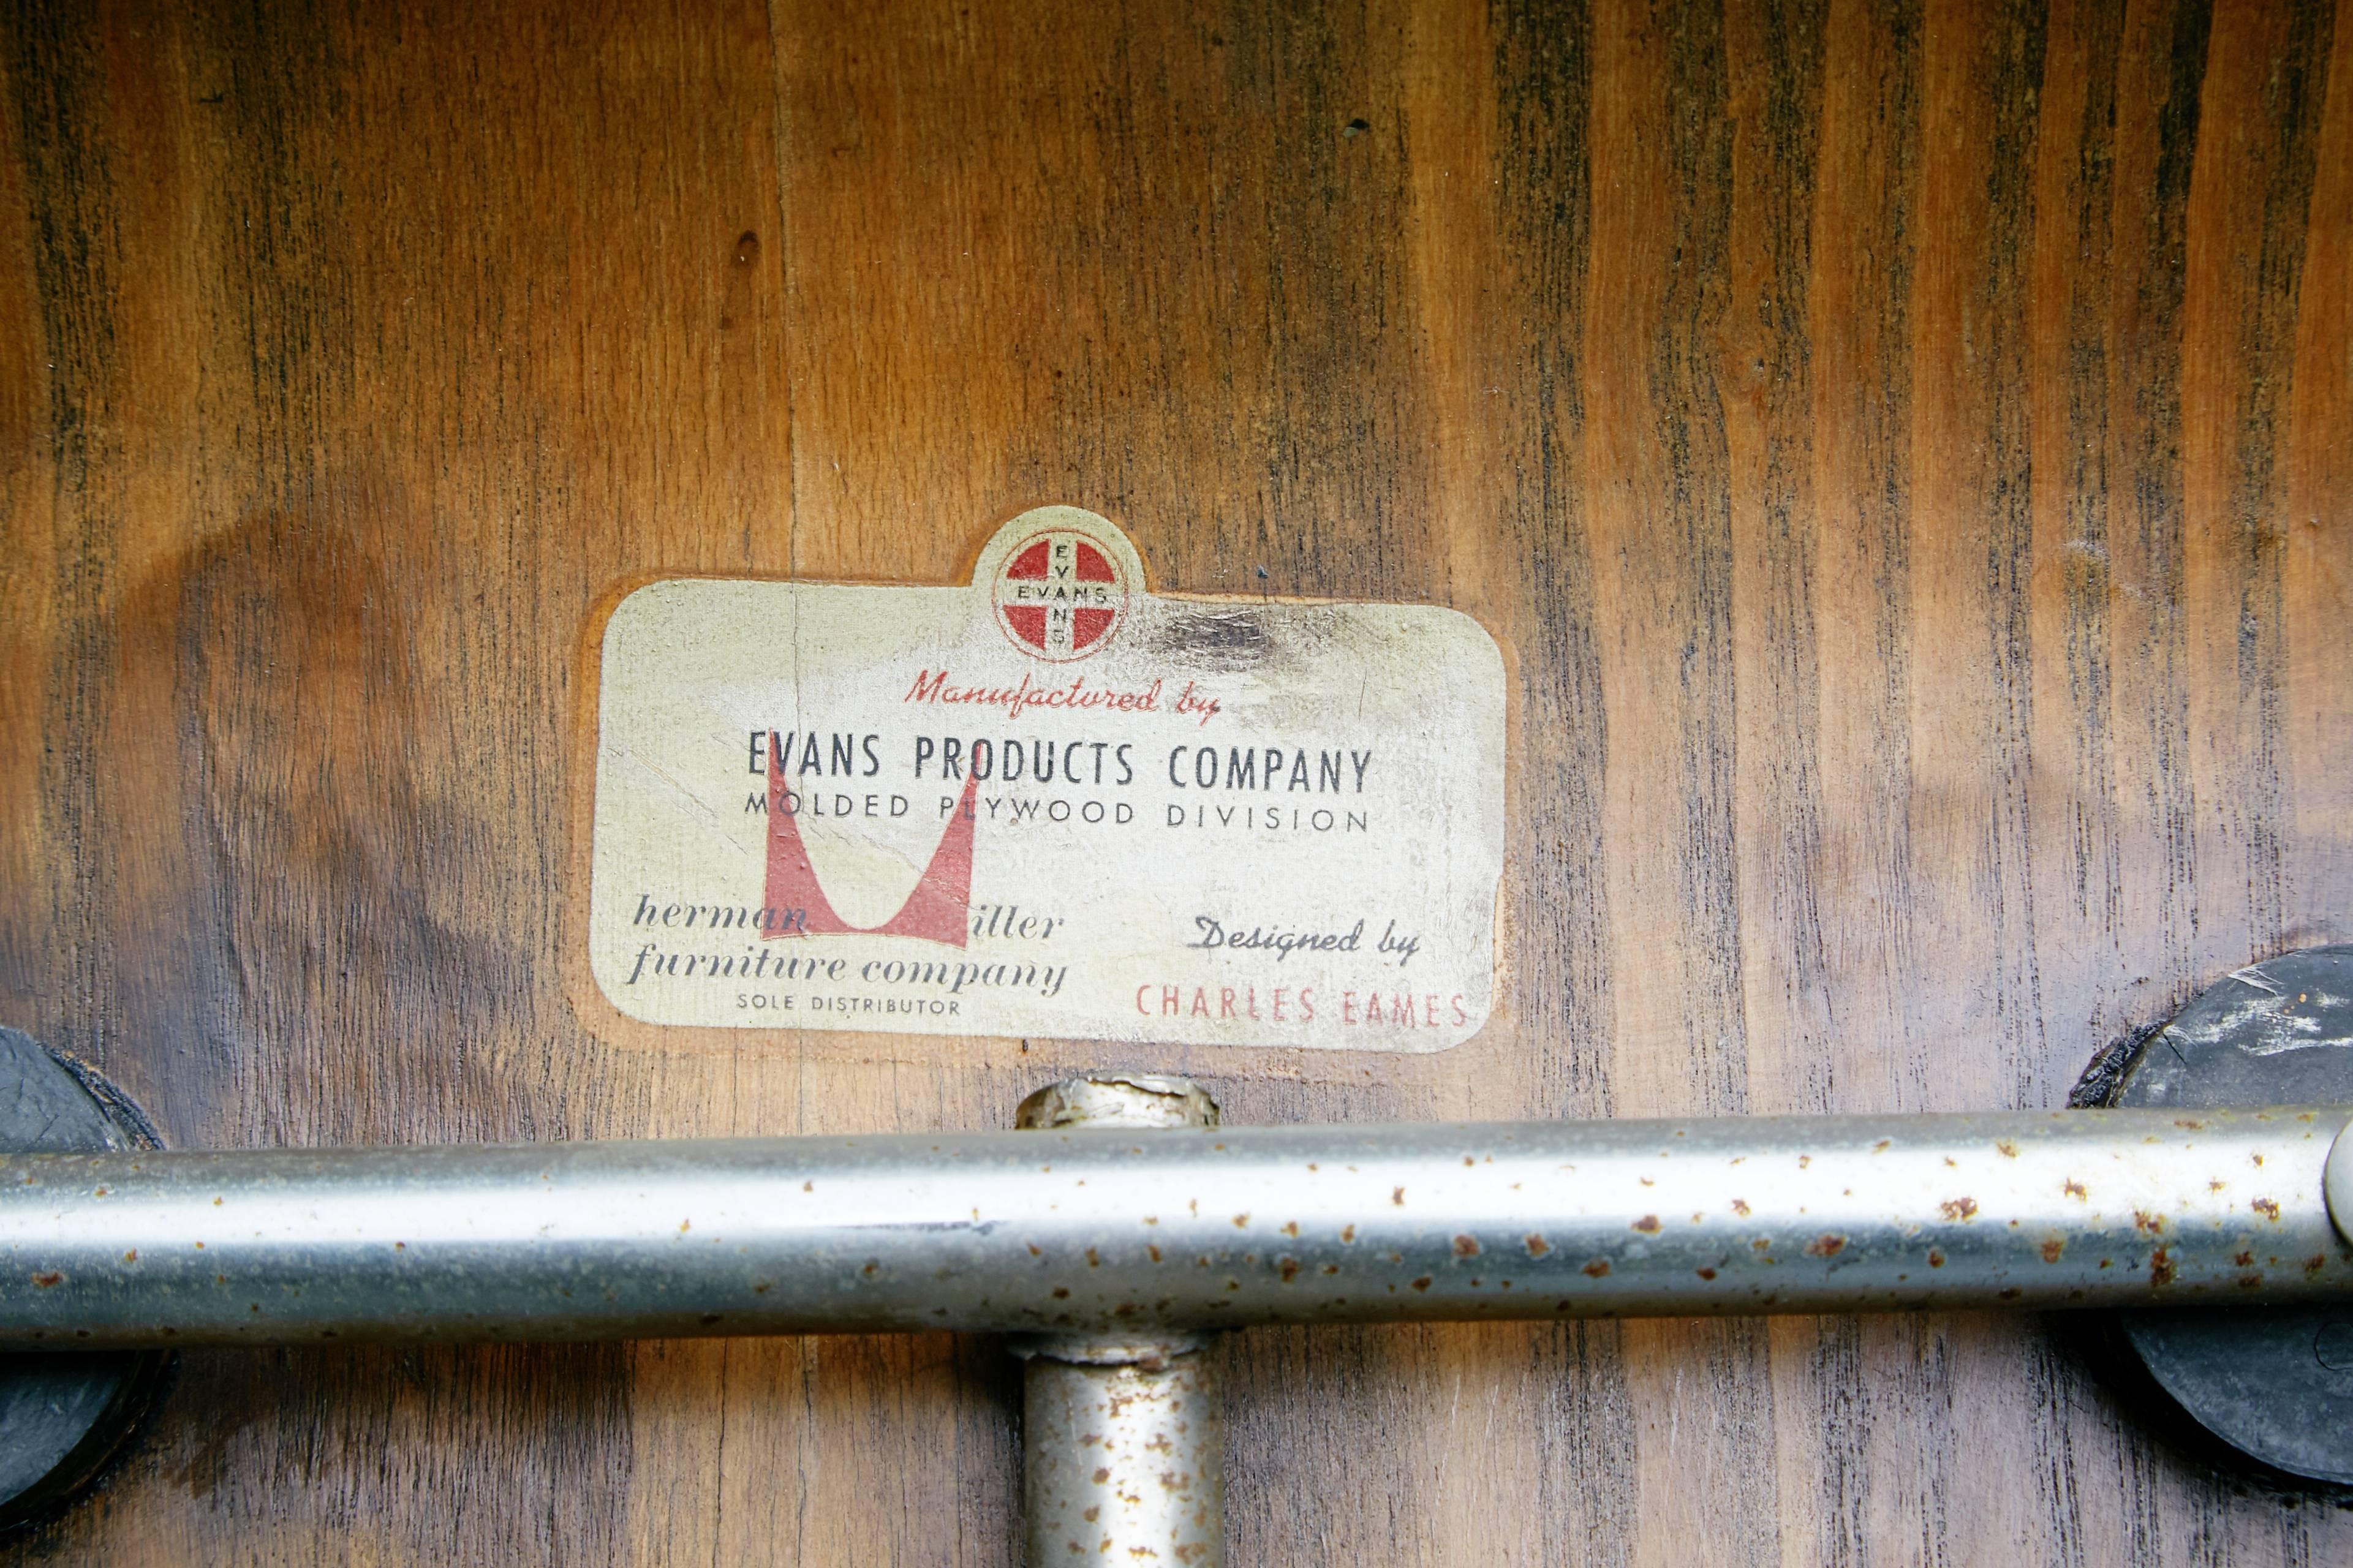 EVANS
EVANS
Manufactured by
EVANS PRODUCTS COMPANY
MOLDED PLYWOOD DIVISION
herman miller
furniture company
SOLE DISTRIBUTOR
Designed by
CHARLES EAMES